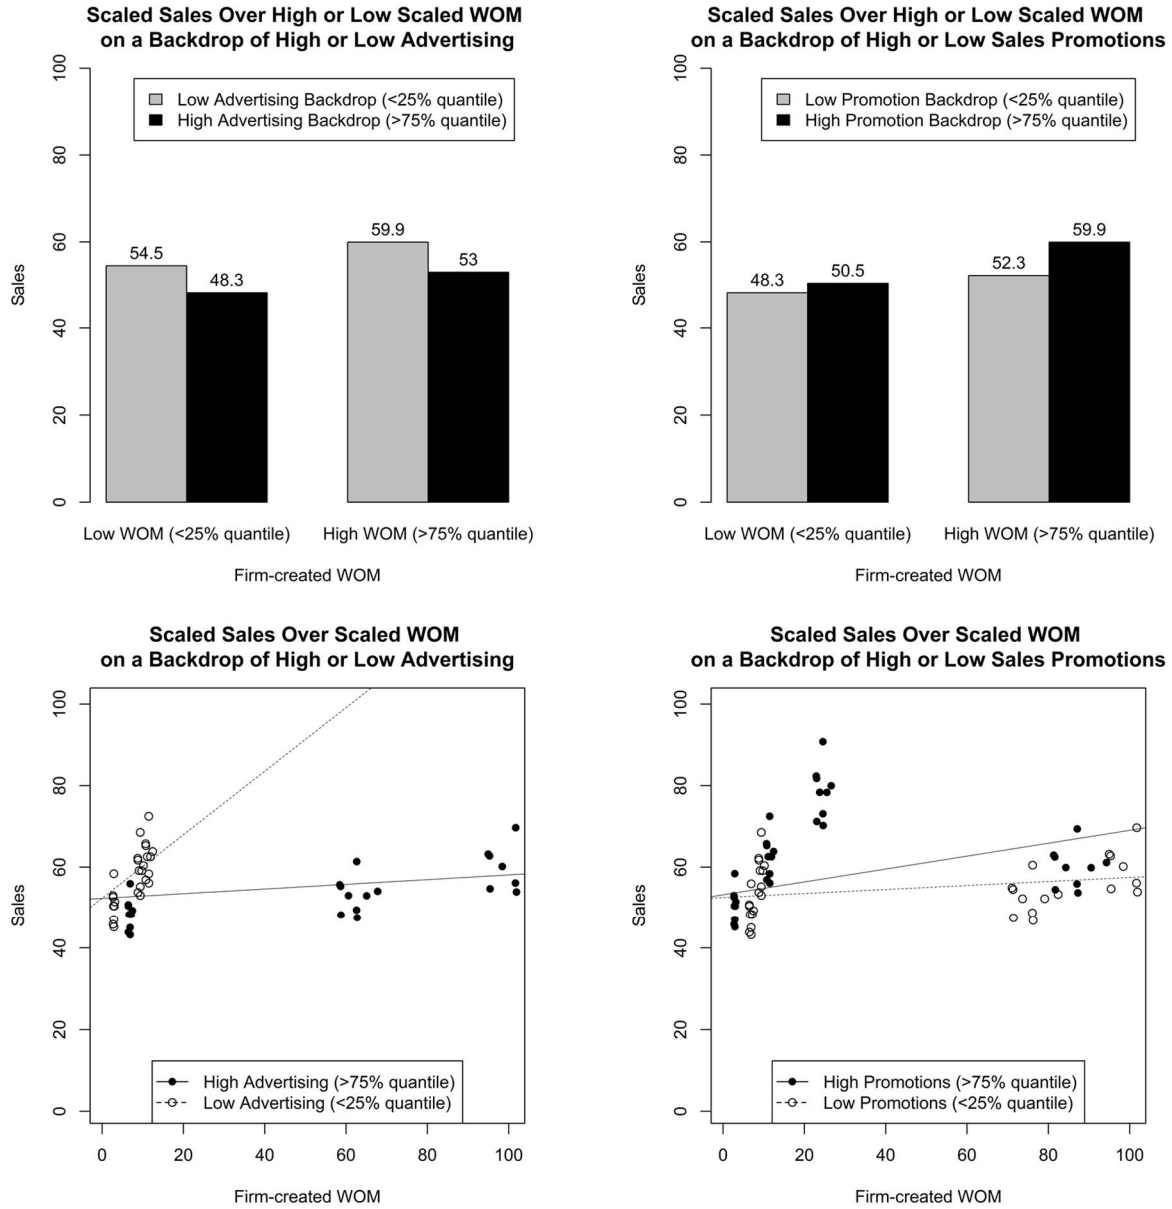 Scaled Sales Over High or Low Scaled WOM
on a Backdrop of High or Low Advertising
100
80
60
40
20
0
Sales
Low Advertising Backdrop (<25% quantile)
High Advertising Backdrop (>75% quantile)
54.5
48.3
59.9
53
Low WOM (<25% quantile)
High WOM (>75% quantile)
Firm-created WOM
Scaled Sales Over High or Low Scaled WOM
on a Backdrop of High or Low Sales Promotions
100
80
60
40
20
0
Sales
Low Promotion Backdrop (<25% quantile)
High Promotion Backdrop (>75% quantile)
48.3
50.5
52.3
59.9
Low WOM (<25% quantile)
High WOM (>75% quantile)
Firm-created WOM
Scaled Sales Over Scaled WOM
on a Backdrop of High or Low Advertising
100
80
60
40
20
0
Sales
High Advertising (>75% quantile)
Low Advertising (<25% quantile)
0 20 40 60 80 100
Firm-created WOM
Scaled Sales Over Scaled WOM
on a Backdrop of High or Low Sales Promotions
100
80
60
40
20
0
Sales
High Promotions (>75% quantile)
Low Promotions (<25% quantile)
0 20 40 60 80 100
Firm-created WOM